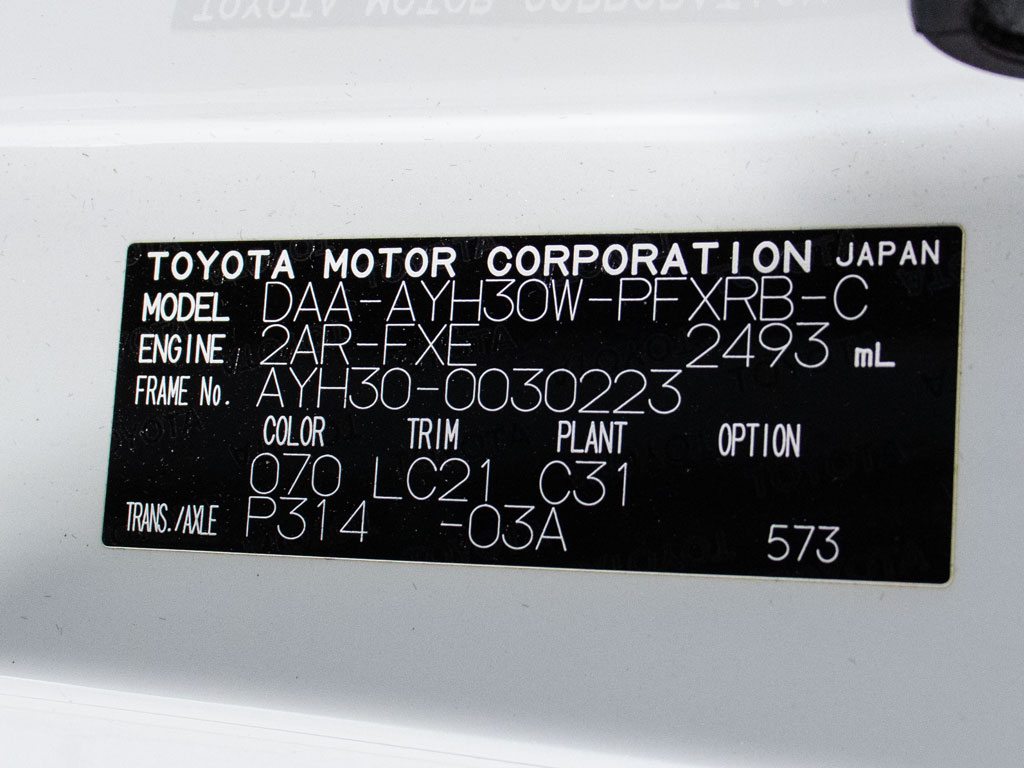 TOYOTA MOTOR CORPORATION JAPAN
MODEL DAA-AYH30W-PFXRB-C
ENGINE 2AR-FXE 2493 mL
FRAME No. AYH30-0030223
COLOR TRIM PLANT OPTION
070 LC21 C31
TRANS./AXLE P314 -03A 573